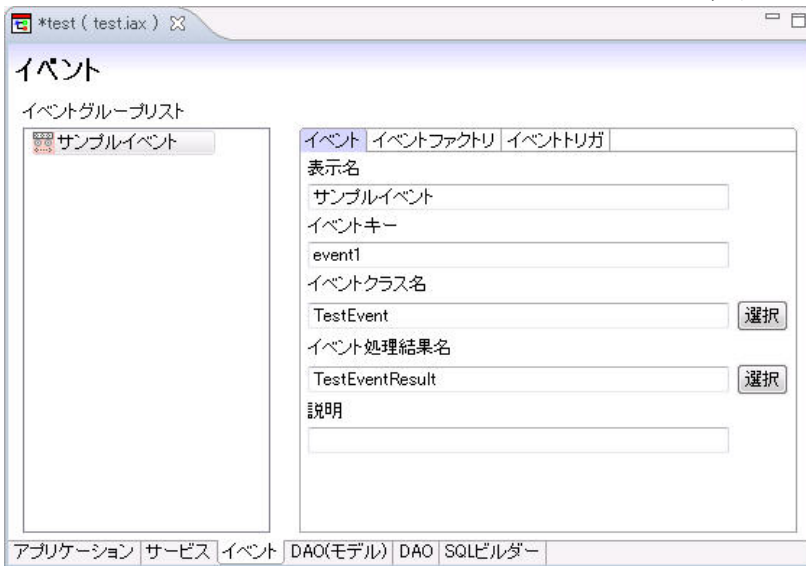 *test ( test.iax )
イベント
イベントグループリスト
サンプルイベント
イベント イベントファクトリ イベントトリガ
表示名
サンプルイベント
イベントキー
event1
イベントクラス名
TestEvent 選択
イベント処理結果名
TestEventResult 選択
説明
アプリケーション サービス イベント DAO(モデル) DAO SQLビルダー